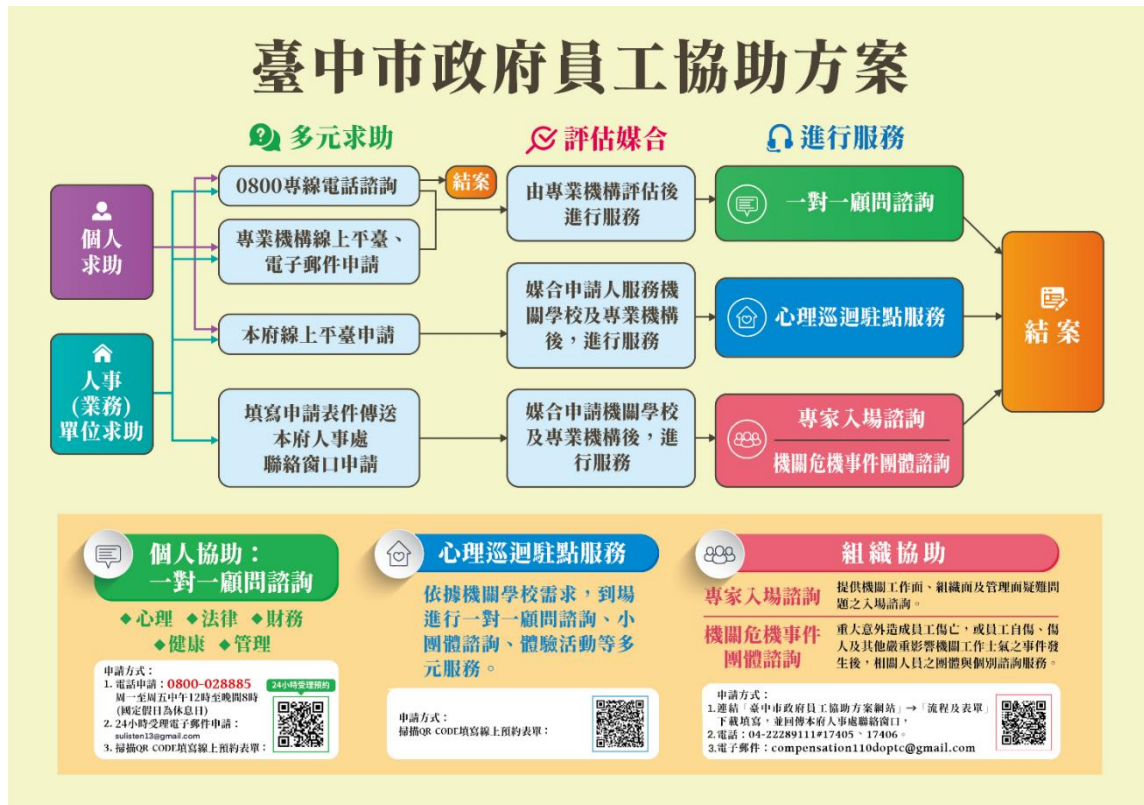 臺中市政府員工協助方案
多元求助
評估媒合
進行服務
個人
求助
人事
(業務)
單位求助
0800專線電話諮詢
結案
專業機構線上平臺、
電子郵件申請
本府線上平臺申請
填寫申請表件傳送
本府人事處
聯絡窗口申請
由專業機構評估後
進行服務
媒合申請人服務機
關學校及專業機構
後，進行服務
媒合申請機關學校
及專業機構後，進
行服務
一對一顧問諮詢
心理巡迴駐點服務
專家入場諮詢
機關危機事件團體諮詢
結案
個人協助：
一對一顧問諮詢
◆心理 ◆法律 ◆財務
◆健康 ◆管理
申請方式：
1. 電話申請：0800-028885
24小時受理預約
周一至周五中午12時至晚間8時
(國定假日為休息日)
2. 24小時受理電子郵件申請：
sulisten13@gmail.com
3. 掃描QR CODE填寫線上預約表單：
心理巡迴駐點服務
依據機關學校需求，到場
進行一對一顧問諮詢、小
團體諮詢、體驗活動等多
元服務。
申請方式：
掃描QR CODE填寫線上預約表單：
組織協助
專家入場諮詢
提供機關工作面、組織面及管理面疑難問
題之入場諮詢。
機關危機事件
團體諮詢
重大意外造成員工傷亡，或員工自傷、傷
人及其他嚴重影響機關工作士氣之事件發
生後，相關人員之團體與個別諮詢服務。
申請方式：
1.連結「臺中市政府員工協助方案網站」→「流程及表單」
下載填寫，並回傳本府人事處聯絡窗口，
2.電話：04-22289111#17405、17406。
3.電子郵件：compensation110doptc@gmail.com